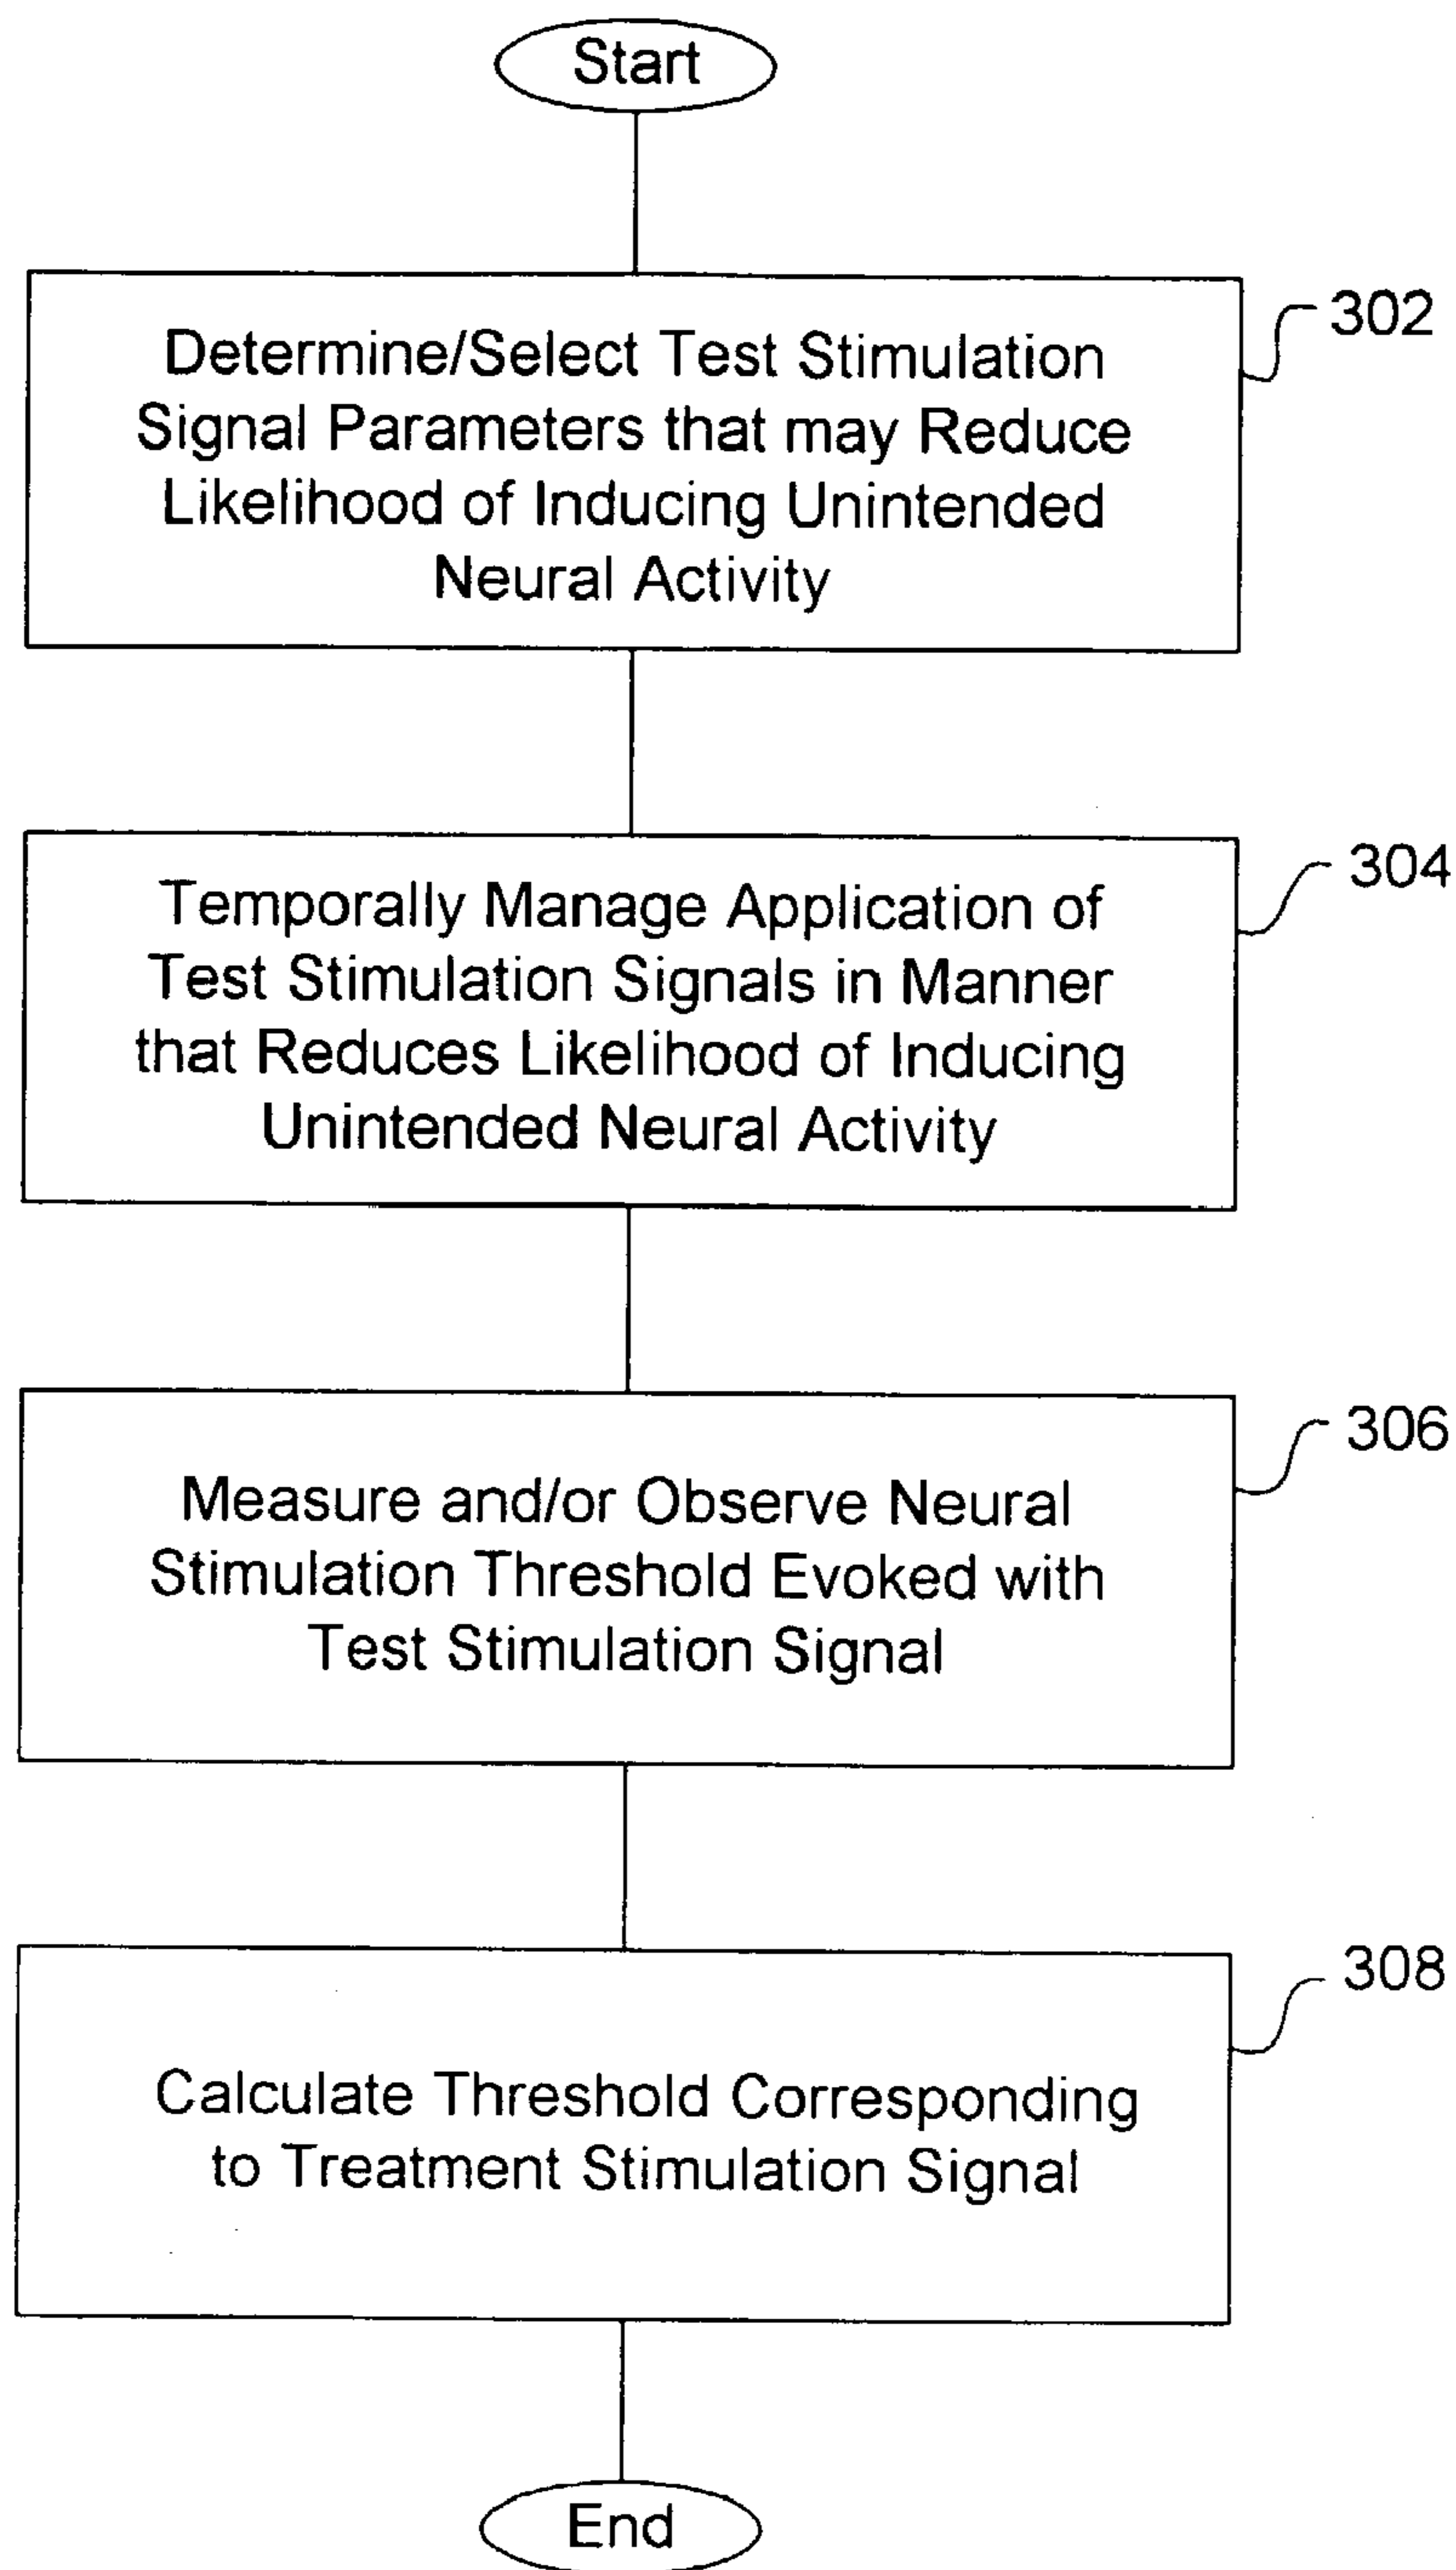 Start
302
Determine/Select Test Stimulation
Signal Parameters that may Reduce
Likelihood of Inducing Unintended
Neural Activity
304
Temporally Manage Application of
Test Stimulation Signals in Manner
that Reduces Likelihood of Inducing
Unintended Neural Activity
306
Measure and/or Observe Neural
Stimulation Threshold Evoked with
Test Stimulation Signal
308
Calculate Threshold Corresponding
to Treatment Stimulation Signal
End